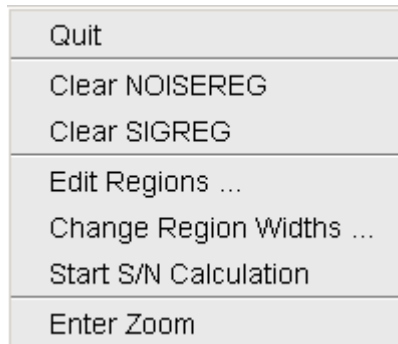 Quit
Clear NOISEREG
Clear SIGREG
Edit Regions ...
Change Region Widths ...
Start S/N Calculation
Enter Zoom